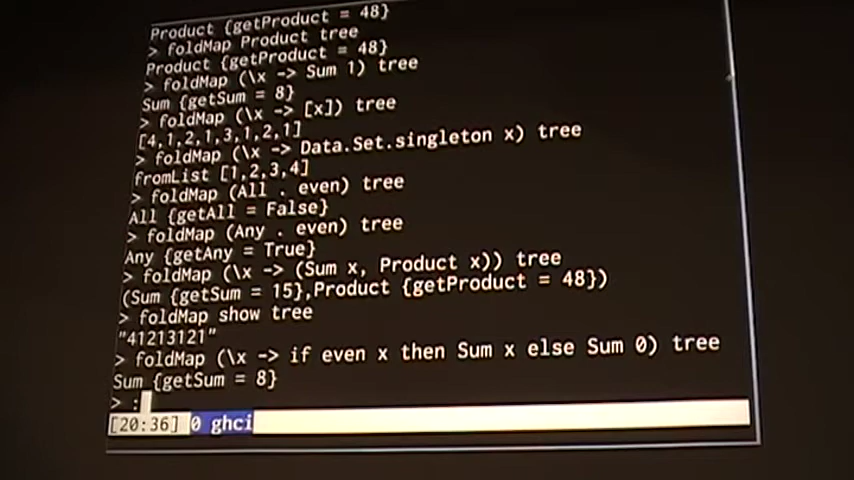 Product {getProduct = 48}
> foldMap Product tree
Product {getProduct = 48}
> foldMap (\x -> Sum 1) tree
Sum {getSum = 8}
> foldMap (\x -> [x]) tree
[4,1,2,1,3,1,2,1]
> foldMap (\x -> Data.Set.singleton x) tree
fromList [1,2,3,4]
> foldMap (All . even) tree
All {getAll = False}
> foldMap (Any . even) tree
Any {getAny = True}
> foldMap (\x -> (Sum x, Product x)) tree
(Sum {getSum = 15},Product {getProduct = 48})
> foldMap show tree
"41213121"
> foldMap (\x -> if even x then Sum x else Sum 0) tree
Sum {getSum = 8}
> :
[20:36] 0 ghci